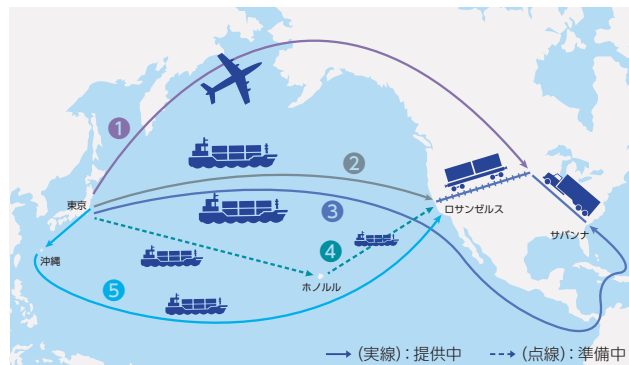 1
2
東京
ロサンゼルス
3
サバンナ
4
沖縄
ホノルル
5
(実線):提供中
(点線):準備中